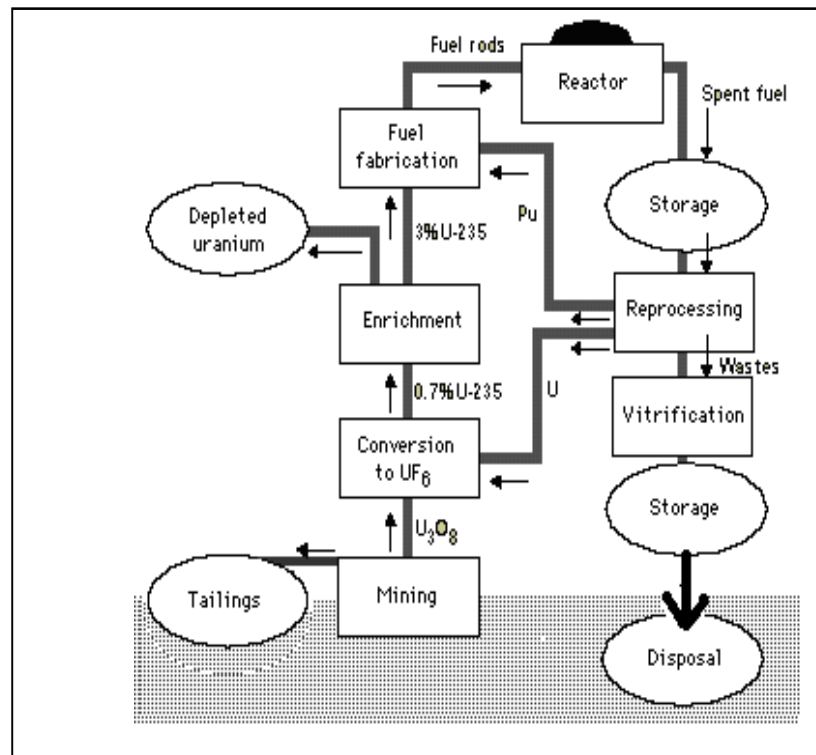 Fuel rods
Reactor
Spent fuel
Fuel
fabrication
Storage
Depleted
uranium
Pu
3%U-235
Enrichment
Reprocessing
Wastes
0.7%U-235
U
Vitrification
Conversion
to UF₆
Storage
U₃O₈
Tailings
Mining
Disposal